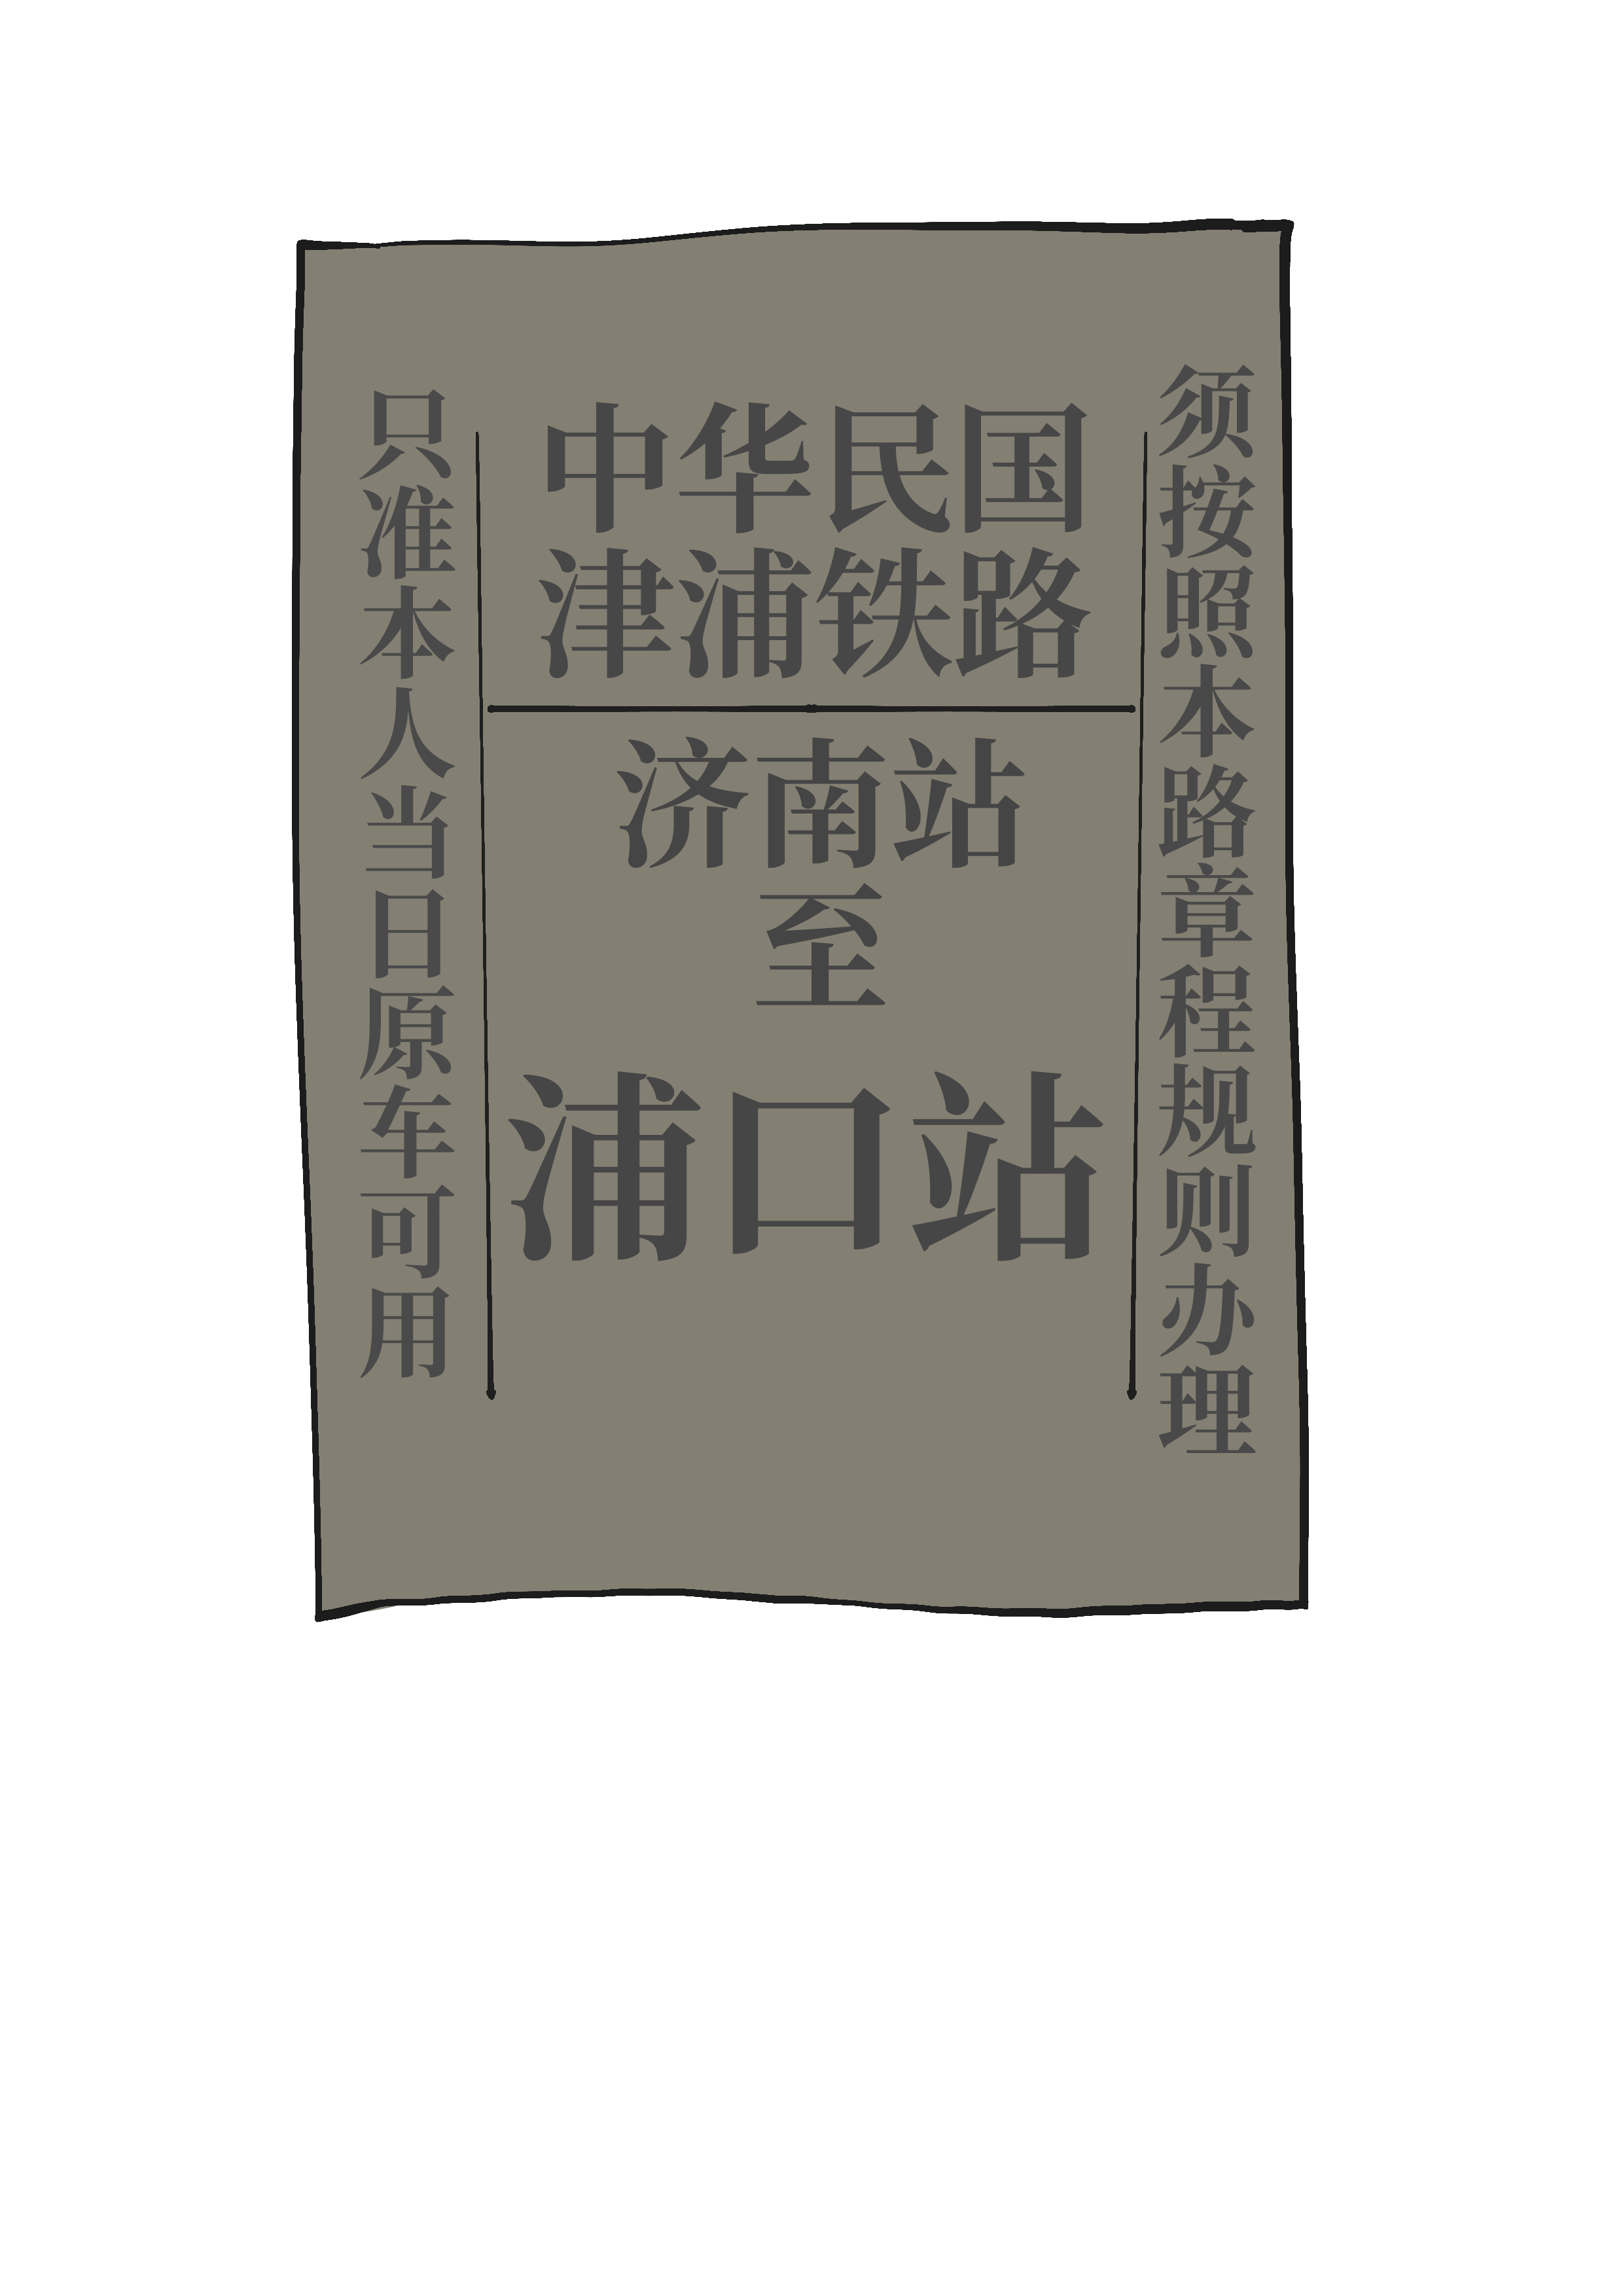 须按照本路章程规则办理
中华民国
津浦铁路
济南站
至
浦口站
只准本人当日原车可用